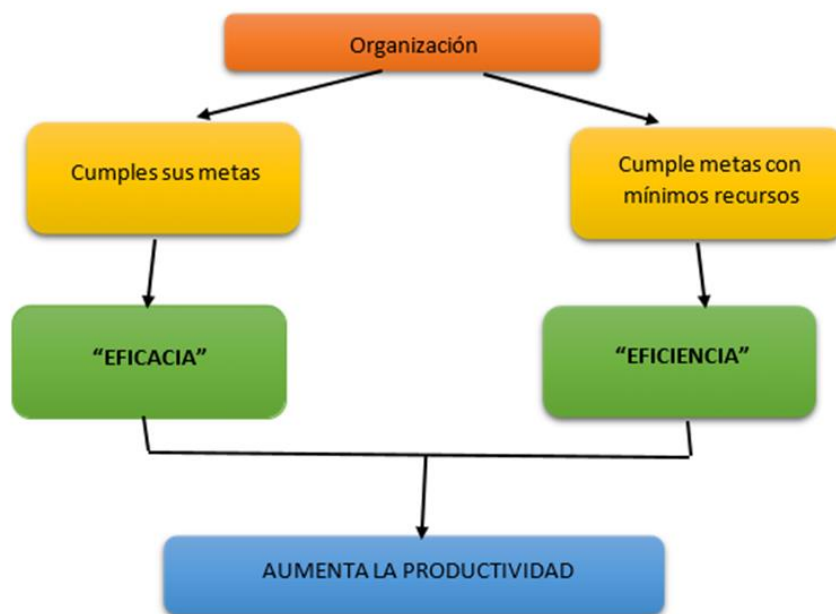 Organización
Cumples sus metas
Cumple metas con
mínimos recursos
“EFICACIA”
“EFICIENCIA”
AUMENTA LA PRODUCTIVIDAD